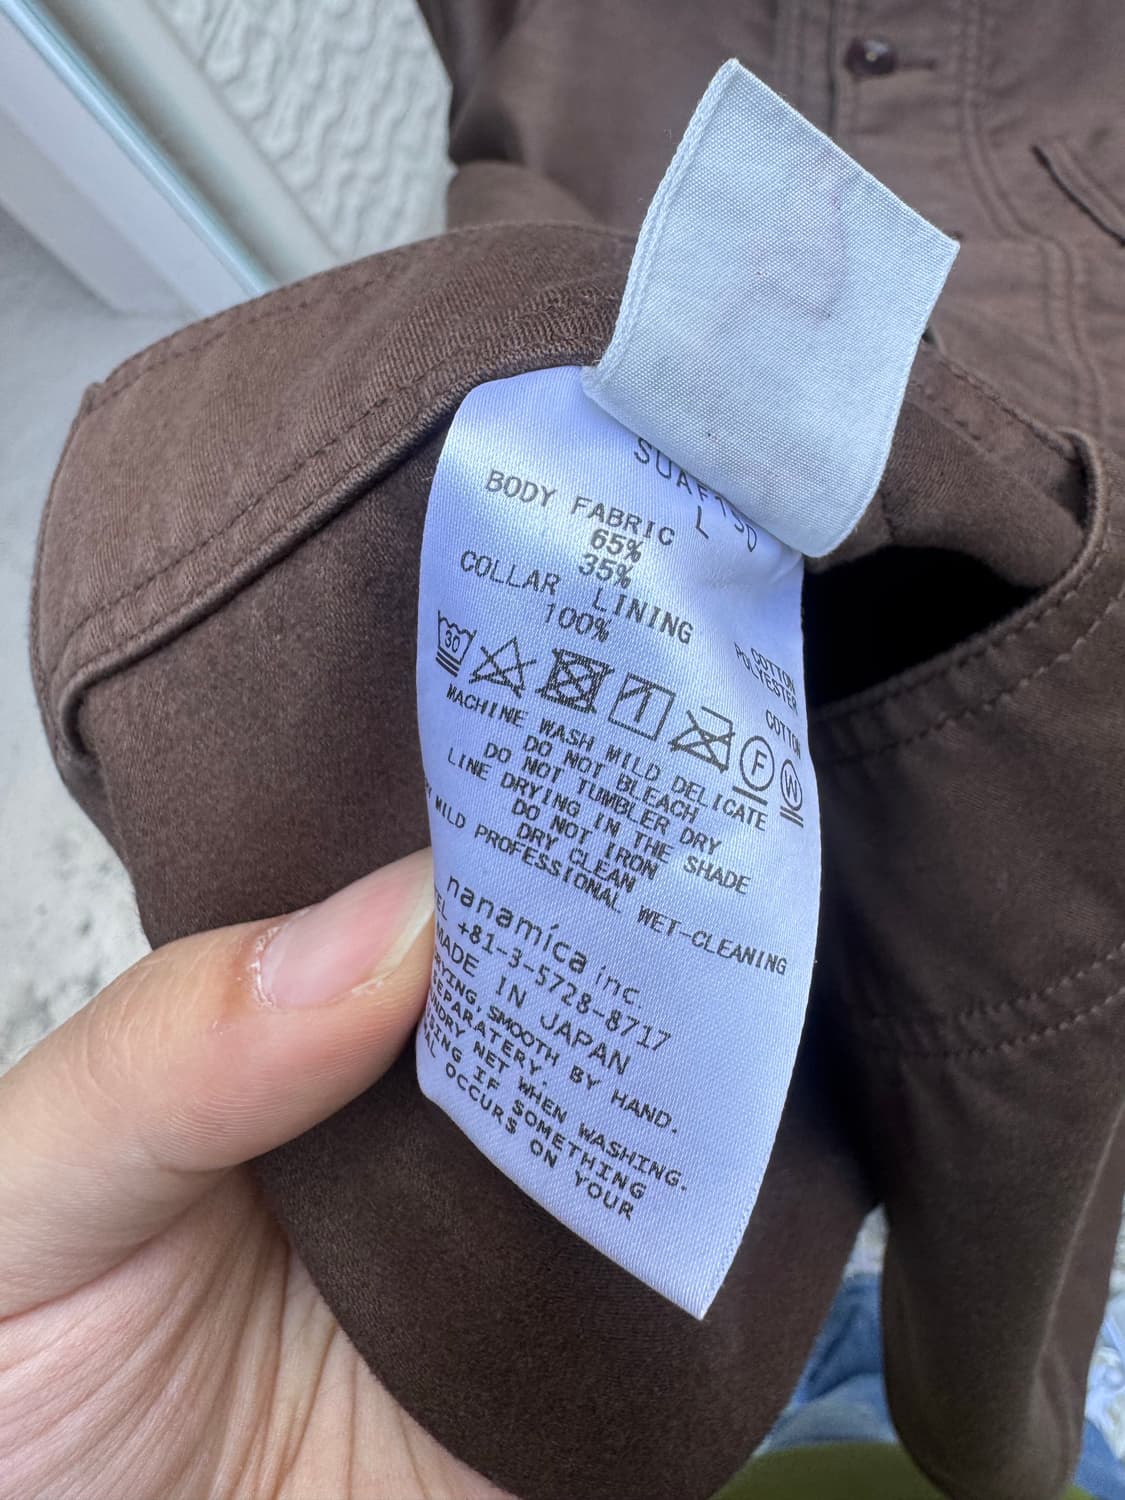 L
BODY FABRIC
65% COTTON
35% POLYESTER
COLLAR LINING
100% COTTON
30
F
W
MACHINE WASH MILD DELICATE
DO NOT BLEACH
DO NOT TUMBLER DRY
LINE DRYING IN THE SHADE
DO NOT IRON
DRY CLEAN
MILD PROFESSIONAL WET-CLEANING
nanamica inc.
+81-3-5728-8717
MADE IN JAPAN
SMOOTH BY HAND.
SEPARATERY.
NET WHEN WASHING.
IF SOMETHING
OCCURS ON YOUR